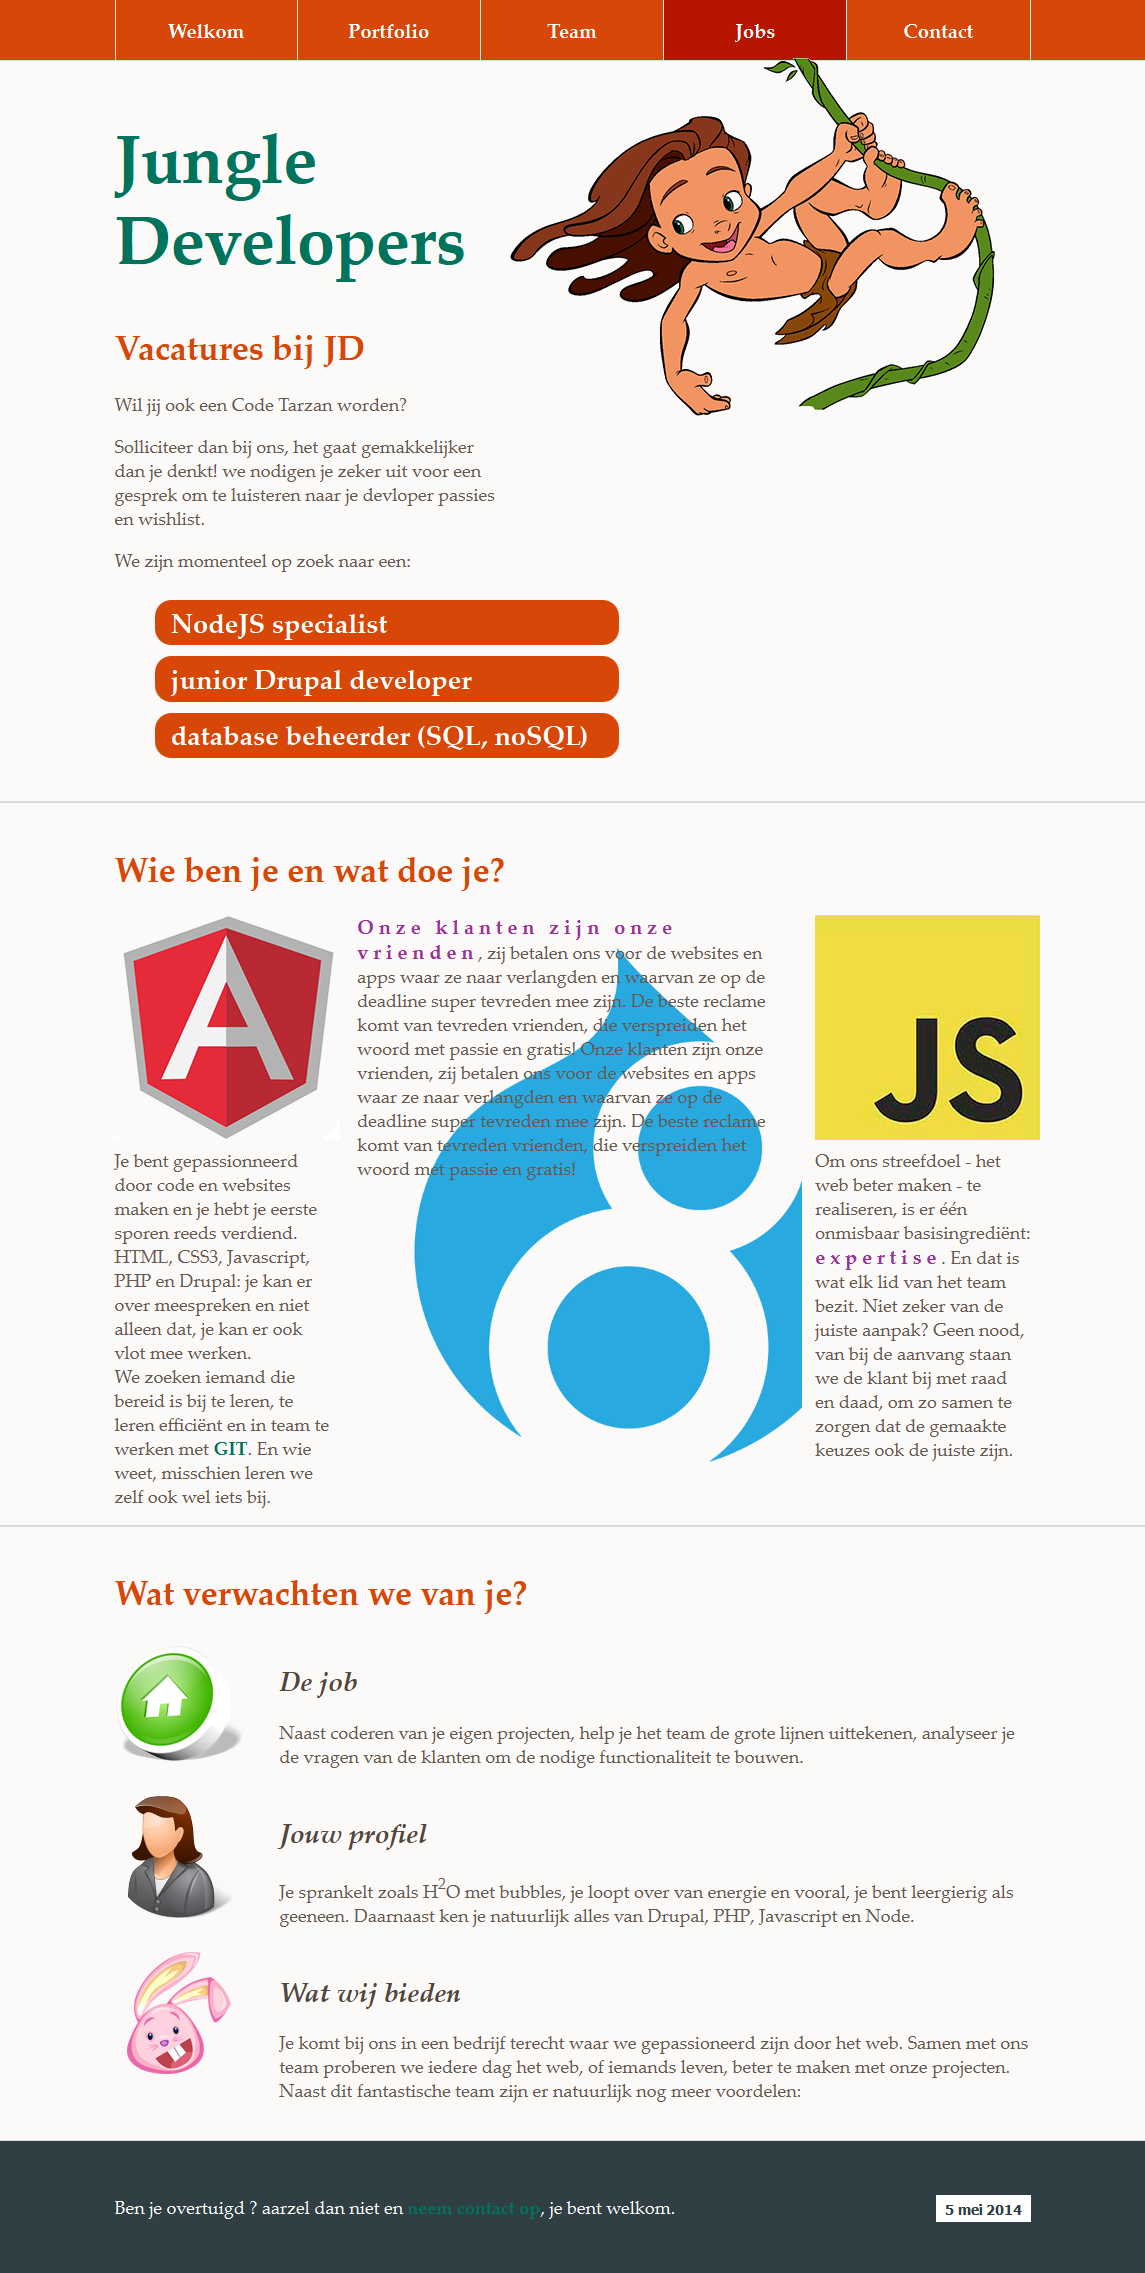 Welkom
Portfolio
Team
Jobs
Contact
Jungle
Developers
Vacatures bij JD
Wil jij ook een Code Tarzan worden?
Solliciteer dan bij ons, het gaat gemakkelijker
dan je denkt! we nodigen je zeker uit voor een
gesprek om te luisteren naar je devloper passies
en wishlist.
We zijn momenteel op zoek naar een:
NodeJS specialist
junior Drupal developer
database beheerder (SQL, noSQL)
Wie ben je en wat doe je?
A
Je bent gepassionneerd
door code en websites
maken en je hebt je eerste
sporen reeds verdiend.
HTML, CSS3, Javascript,
PHP en Drupal: je kan er
over meespreken en niet
alleen dat, je kan er ook
vlot mee werken.
We zoeken iemand die
bereid is bij te leren, te
leren efficiënt en in team te
werken met GIT. En wie
weet, misschien leren we
zelf ook wel iets bij.
Onze klanten zijn onze
vrienden, zij betalen ons voor de websites en
apps waar ze naar verlangden en waarvan ze op de
deadline super tevreden mee zijn. De beste reclame
komt van tevreden vrienden, die verspreiden het
woord met passie en gratis! Onze klanten zijn onze
vrienden, zij betalen ons voor de websites en apps
waar ze naar verlangden en waarvan ze op de
deadline super tevreden mee zijn. De beste reclame
komt van tevreden vrienden, die verspreiden het
woord met passie en gratis!
JS
Om ons streefdoel - het
web beter maken - te
realiseren, is er één
onmisbaar basisingrediënt:
expertise. En dat is
wat elk lid van het team
bezit. Niet zeker van de
juiste aanpak? Geen nood,
van bij de aanvang staan
we de klant bij met raad
en daad, om zo samen te
zorgen dat de gemaakte
keuzes ook de juiste zijn.
Wat verwachten we van je?
De job
Naast coderen van je eigen projecten, help je het team de grote lijnen uittekenen, analyseer je
de vragen van de klanten om de nodige functionaliteit te bouwen.
Jouw profiel
Je sprankelt zoals H²O met bubbles, je loopt over van energie en vooral, je bent leergierig als
geeneen. Daarnaast ken je natuurlijk alles van Drupal, PHP, Javascript en Node.
Wat wij bieden
Je komt bij ons in een bedrijf terecht waar we gepassioneerd zijn door het web. Samen met ons
team proberen we iedere dag het web, of iemands leven, beter te maken met onze projecten.
Naast dit fantastische team zijn er natuurlijk nog meer voordelen:
Ben je overtuigd ? aarzel dan niet en neem contact op, je bent welkom.
5 mei 2014